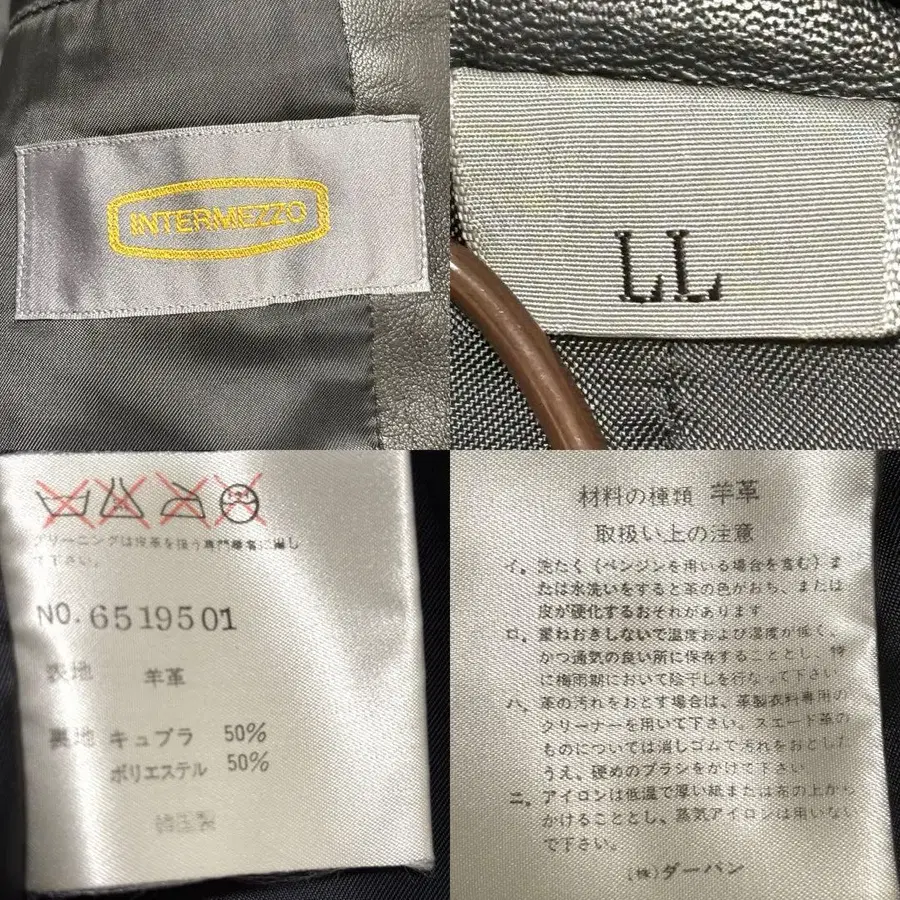 INTERMEZZO
LL
クリーニングは皮革を扱う専門業者に出し
て下さい。
NO. 6519501
表地 羊革
裏地 キュプラ 50%
ポリエステル 50%
韓国製
材料の種類 羊革
取扱い上の注意
イ. 洗たく (ベンジンを用いる場合を含む) ま
たは水洗いをすると革の色がおち、または
皮が硬化するおそれがあります
ロ. 重ねおきしないで温度および湿度が低く、
かつ通気の良い所に保存することとし、特
に梅雨期において陰干しを行なって下さい
ハ. 革の汚れをおとす場合は、革製衣料専用の
クリーナーを用いて下さい。スエード革の
ものについては消しゴムで汚れをおとした
うえ、硬めのブラシをかけて下さい
ニ. アイロンは低温で厚い紙または布の上から
かけることとし、蒸気アイロンは用いない
で下さい。
(株) ダーバン